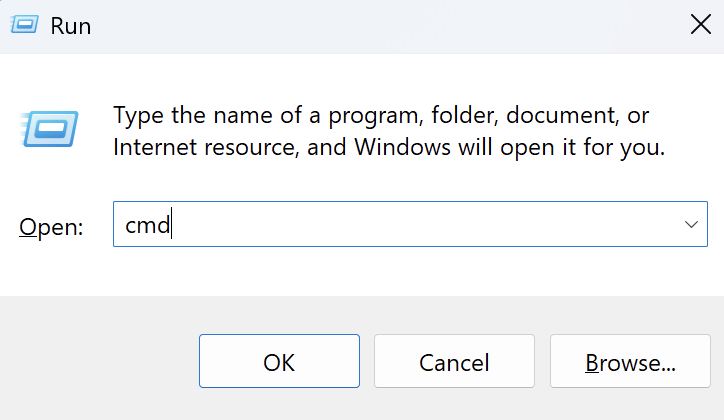 Run
Type the name of a program, folder, document, or
Internet resource, and Windows will open it for you.
Open: cmd
OK Cancel Browse...